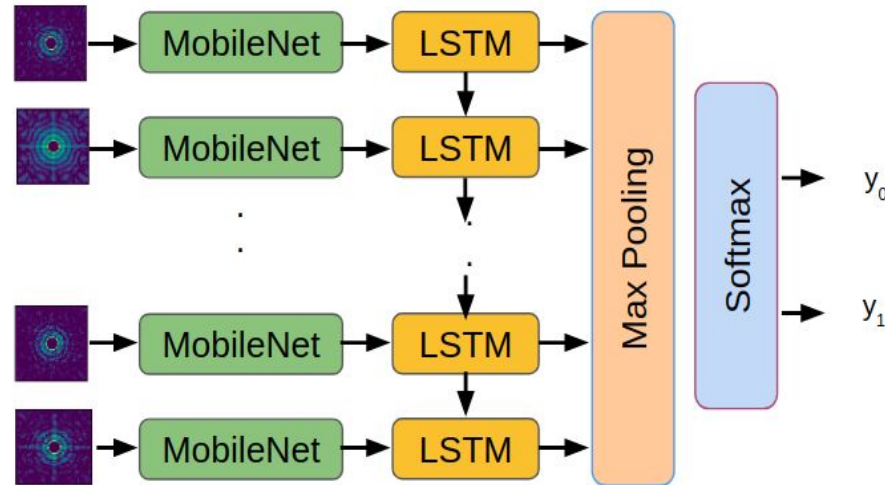 MobileNet LSTM
MobileNet LSTM
. .
. .
MobileNet LSTM
MobileNet LSTM
Max Pooling
Softmax
y₀
y₁